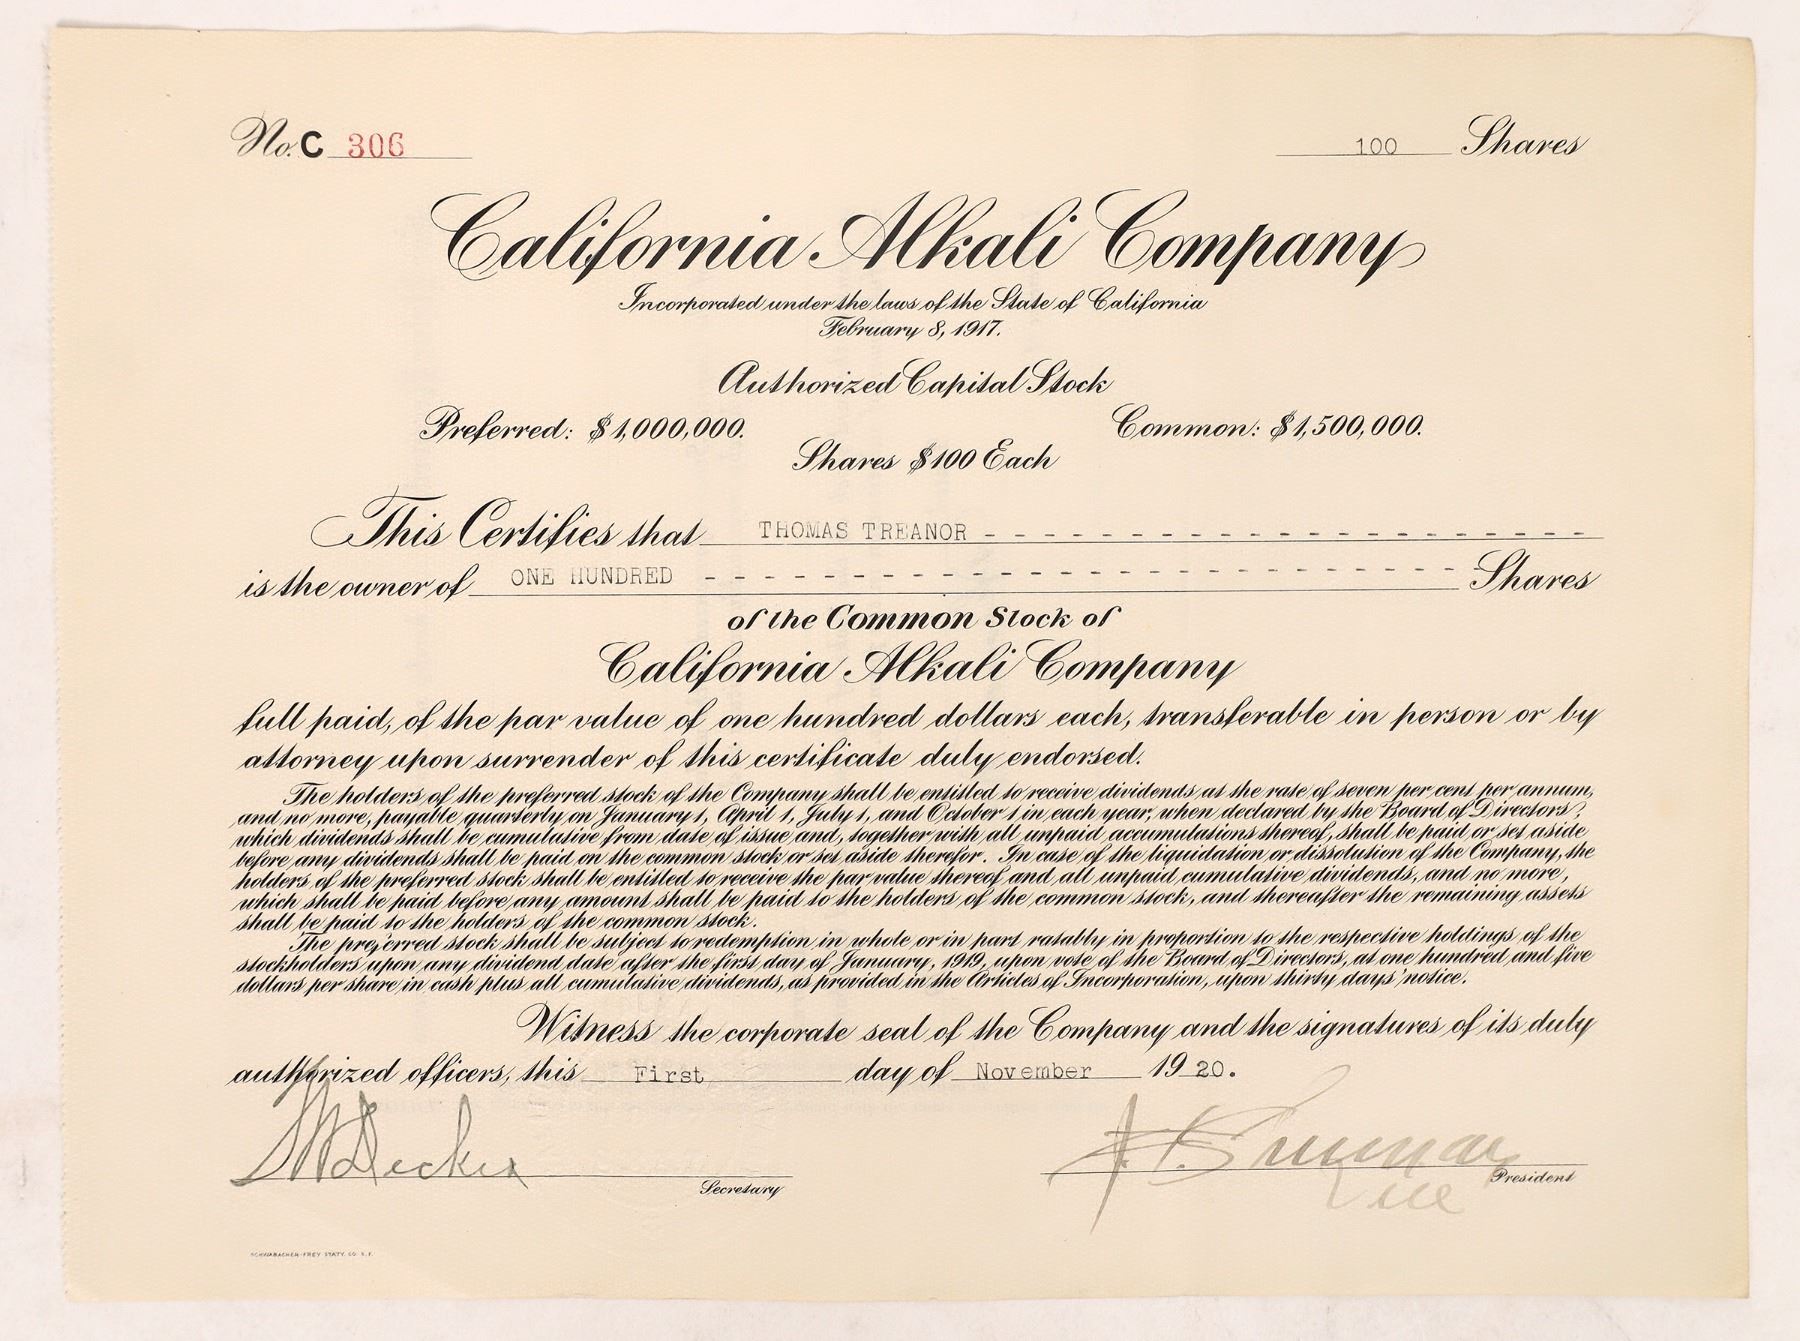 No. C 306
100 Shares
California Alkali Company
Incorporated under the laws of the State of California
February 8, 1917.
Authorized Capital Stock
Preferred: $1,000,000. Common: $1,500,000.
Shares $100 Each
This Certifies that THOMAS TREANOR - - - - - - - - - - - - - - - - - - - - -
is the owner of ONE HUNDRED - - - - - - - - - - - - - - - - - - - - - - - - - - Shares
of the Common Stock of
California Alkali Company
full paid, of the par value of one hundred dollars each, transferable in person or by
attorney upon surrender of this certificate duly endorsed.
The holders of the preferred stock of the Company shall be entitled to receive dividends at the rate of seven per cent per annum,
and no more, payable quarterly on January 1, April 1, July 1, and October 1 in each year, when declared by the Board of Directors,
which dividends shall be cumulative from date of issue and, together with all unpaid accumulations thereof, shall be paid or set aside
before any dividends shall be paid on the common stock or set aside therefor. In case of the liquidation or dissolution of the Company, the
holders of the preferred stock shall be entitled to receive the par value thereof and all unpaid cumulative dividends, and no more,
which shall be paid before any amount shall be paid to the holders of the common stock, and thereafter the remaining assets
shall be paid to the holders of the common stock.
The preferred stock shall be subject to redemption in whole or in part ratably in proportion to the respective holdings of the
stockholders upon any dividend date after the first day of January, 1919, upon vote of the Board of Directors, at one hundred and five
dollars per share in cash plus all cumulative dividends, as provided in the Articles of Incorporation, upon thirty days' notice.
Witness the corporate seal of the Company and the signatures of its duly
authorized officers, this First day of November 1920.
Decker
Secretary
Vice President
SCHWABACHER-FREY STATY. CO. S.F.